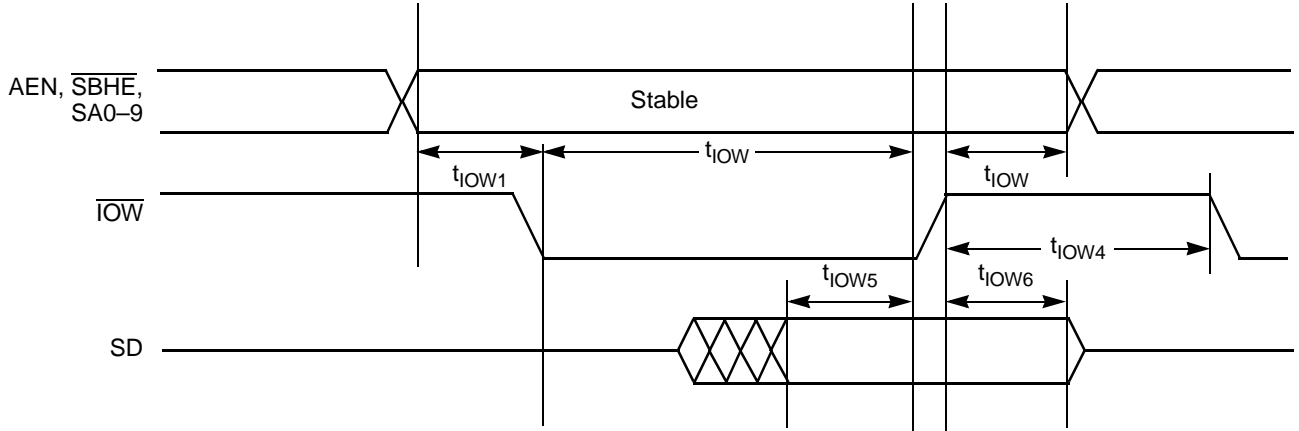 AEN, SBHE,
SA0–9
Stable
tIOW1
tIOW
tIOW
IOW
tIOW4
tIOW5
tIOW6
SD